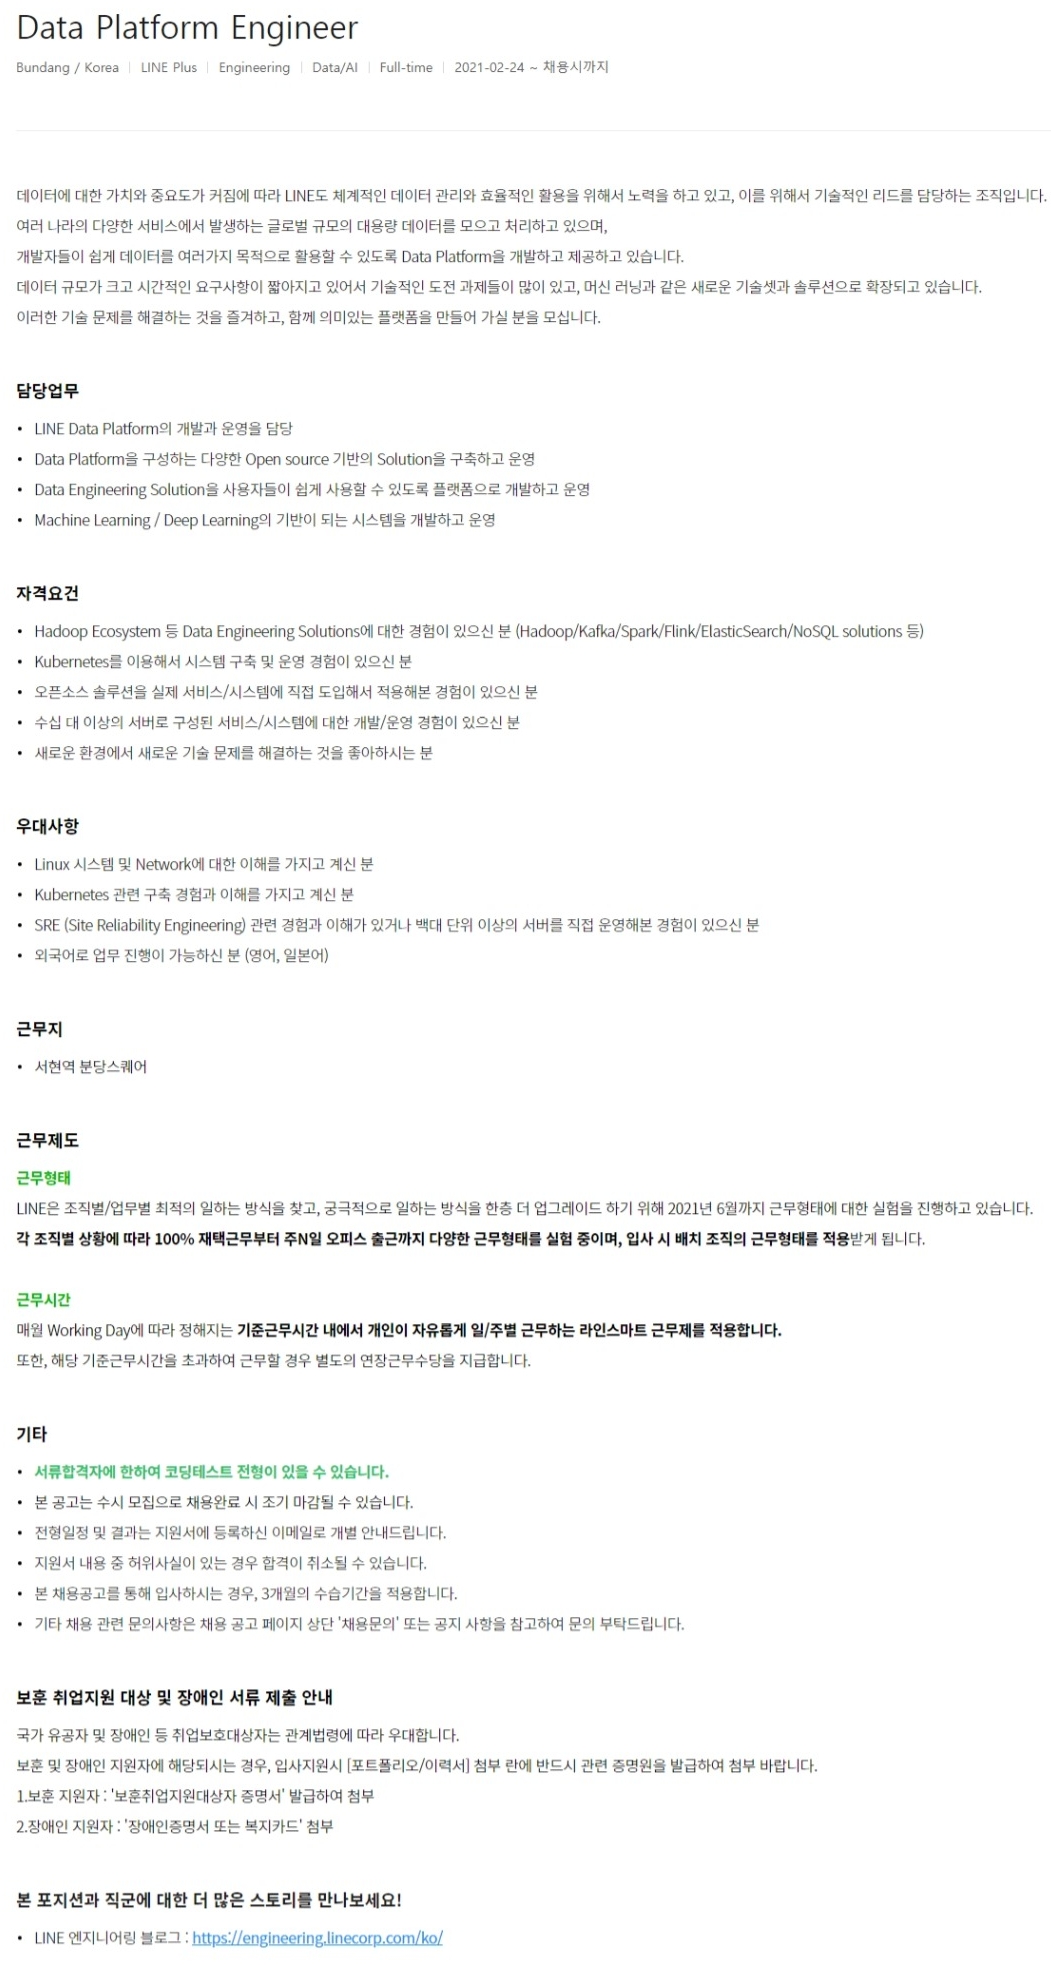 Data Platform Engineer
Bundang / Korea | LINE Plus | Engineering | Data/AI | Full-time | 2021-02-24 ~ 채용시까지
데이터에 대한 가치와 중요도가 커짐에 따라 LINE도 체계적인 데이터 관리와 효율적인 활용을 위해서 노력을 하고 있고, 이를 위해서 기술적인 리드를 담당하는 조직입니다.
여러 나라의 다양한 서비스에서 발생하는 글로벌 규모의 대용량 데이터를 모으고 처리하고 있으며,
개발자들이 쉽게 데이터를 여러가지 목적으로 활용할 수 있도록 Data Platform을 개발하고 제공하고 있습니다.
데이터 규모가 크고 시간적인 요구사항이 짧아지고 있어서 기술적인 도전 과제들이 많이 있고, 머신 러닝과 같은 새로운 기술셋과 솔루션으로 확장되고 있습니다.
이러한 기술 문제를 해결하는 것을 즐겨하고, 함께 의미있는 플랫폼을 만들어 가실 분을 모십니다.
담당업무
• LINE Data Platform의 개발과 운영을 담당
• Data Platform을 구성하는 다양한 Open source 기반의 Solution을 구축하고 운영
• Data Engineering Solution을 사용자들이 쉽게 사용할 수 있도록 플랫폼으로 개발하고 운영
• Machine Learning / Deep Learning의 기반이 되는 시스템을 개발하고 운영
자격요건
• Hadoop Ecosystem 등 Data Engineering Solutions에 대한 경험이 있으신 분 (Hadoop/Kafka/Spark/Flink/ElasticSearch/NoSQL solutions 등)
• Kubernetes를 이용해서 시스템 구축 및 운영 경험이 있으신 분
• 오픈소스 솔루션을 실제 서비스/시스템에 직접 도입해서 적용해본 경험이 있으신 분
• 수십 대 이상의 서버로 구성된 서비스/시스템에 대한 개발/운영 경험이 있으신 분
• 새로운 환경에서 새로운 기술 문제를 해결하는 것을 좋아하시는 분
우대사항
• Linux 시스템 및 Network에 대한 이해를 가지고 계신 분
• Kubernetes 관련 구축 경험과 이해를 가지고 계신 분
• SRE (Site Reliability Engineering) 관련 경험과 이해가 있거나 백대 단위 이상의 서버를 직접 운영해본 경험이 있으신 분
• 외국어로 업무 진행이 가능하신 분 (영어, 일본어)
근무지
• 서현역 분당스퀘어
근무제도
근무형태
LINE은 조직별/업무별 최적의 일하는 방식을 찾고, 궁극적으로 일하는 방식을 한층 더 업그레이드 하기 위해 2021년 6월까지 근무형태에 대한 실험을 진행하고 있습니다.
각 조직별 상황에 따라 100% 재택근무부터 주N일 오피스 출근까지 다양한 근무형태를 실험 중이며, 입사 시 배치 조직의 근무형태를 적용받게 됩니다.
근무시간
매월 Working Day에 따라 정해지는 기준근무시간 내에서 개인이 자유롭게 일/주별 근무하는 라인스마트 근무제를 적용합니다.
또한, 해당 기준근무시간을 초과하여 근무할 경우 별도의 연장근무수당을 지급합니다.
기타
• 서류합격자에 한하여 코딩테스트 전형이 있을 수 있습니다.
• 본 공고는 수시 모집으로 채용완료 시 조기 마감될 수 있습니다.
• 전형일정 및 결과는 지원서에 등록하신 이메일로 개별 안내드립니다.
• 지원서 내용 중 허위사실이 있는 경우 합격이 취소될 수 있습니다.
• 본 채용공고를 통해 입사하시는 경우, 3개월의 수습기간을 적용합니다.
• 기타 채용 관련 문의사항은 채용 공고 페이지 상단 '채용문의' 또는 공지 사항을 참고하여 문의 부탁드립니다.
보훈 취업지원 대상 및 장애인 서류 제출 안내
국가 유공자 및 장애인 등 취업보호대상자는 관계법령에 따라 우대합니다.
보훈 및 장애인 지원자에 해당되시는 경우, 입사지원시 [포트폴리오/이력서] 첨부 란에 반드시 관련 증명원을 발급하여 첨부 바랍니다.
1.보훈 지원자 : '보훈취업지원대상자 증명서' 발급하여 첨부
2.장애인 지원자 : '장애인증명서 또는 복지카드' 첨부
본 포지션과 직군에 대한 더 많은 스토리를 만나보세요!
• LINE 엔지니어링 블로그 : https://engineering.linecorp.com/ko/